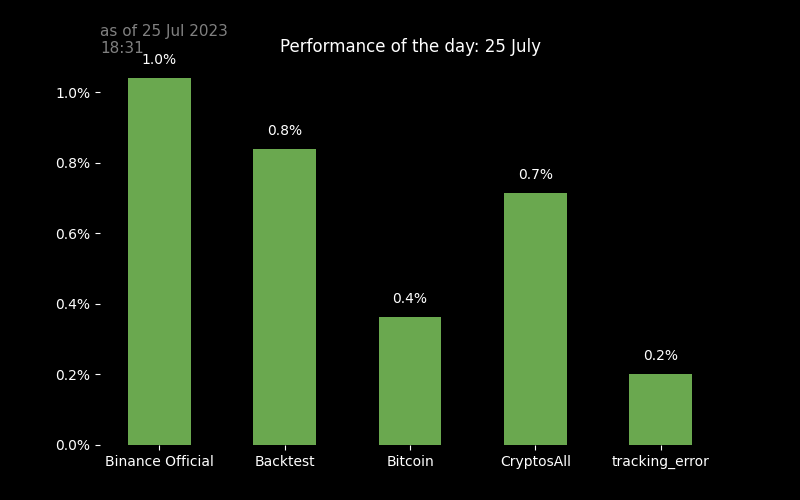 as of 25 Jul 2023
18:31
Performance of the day: 25 July
1.0%
0.8%
0.4%
0.7%
0.2%
1.0%
0.8%
0.6%
0.4%
0.2%
0.0%
Binance Official
Backtest
Bitcoin
CryptosAll
tracking_error